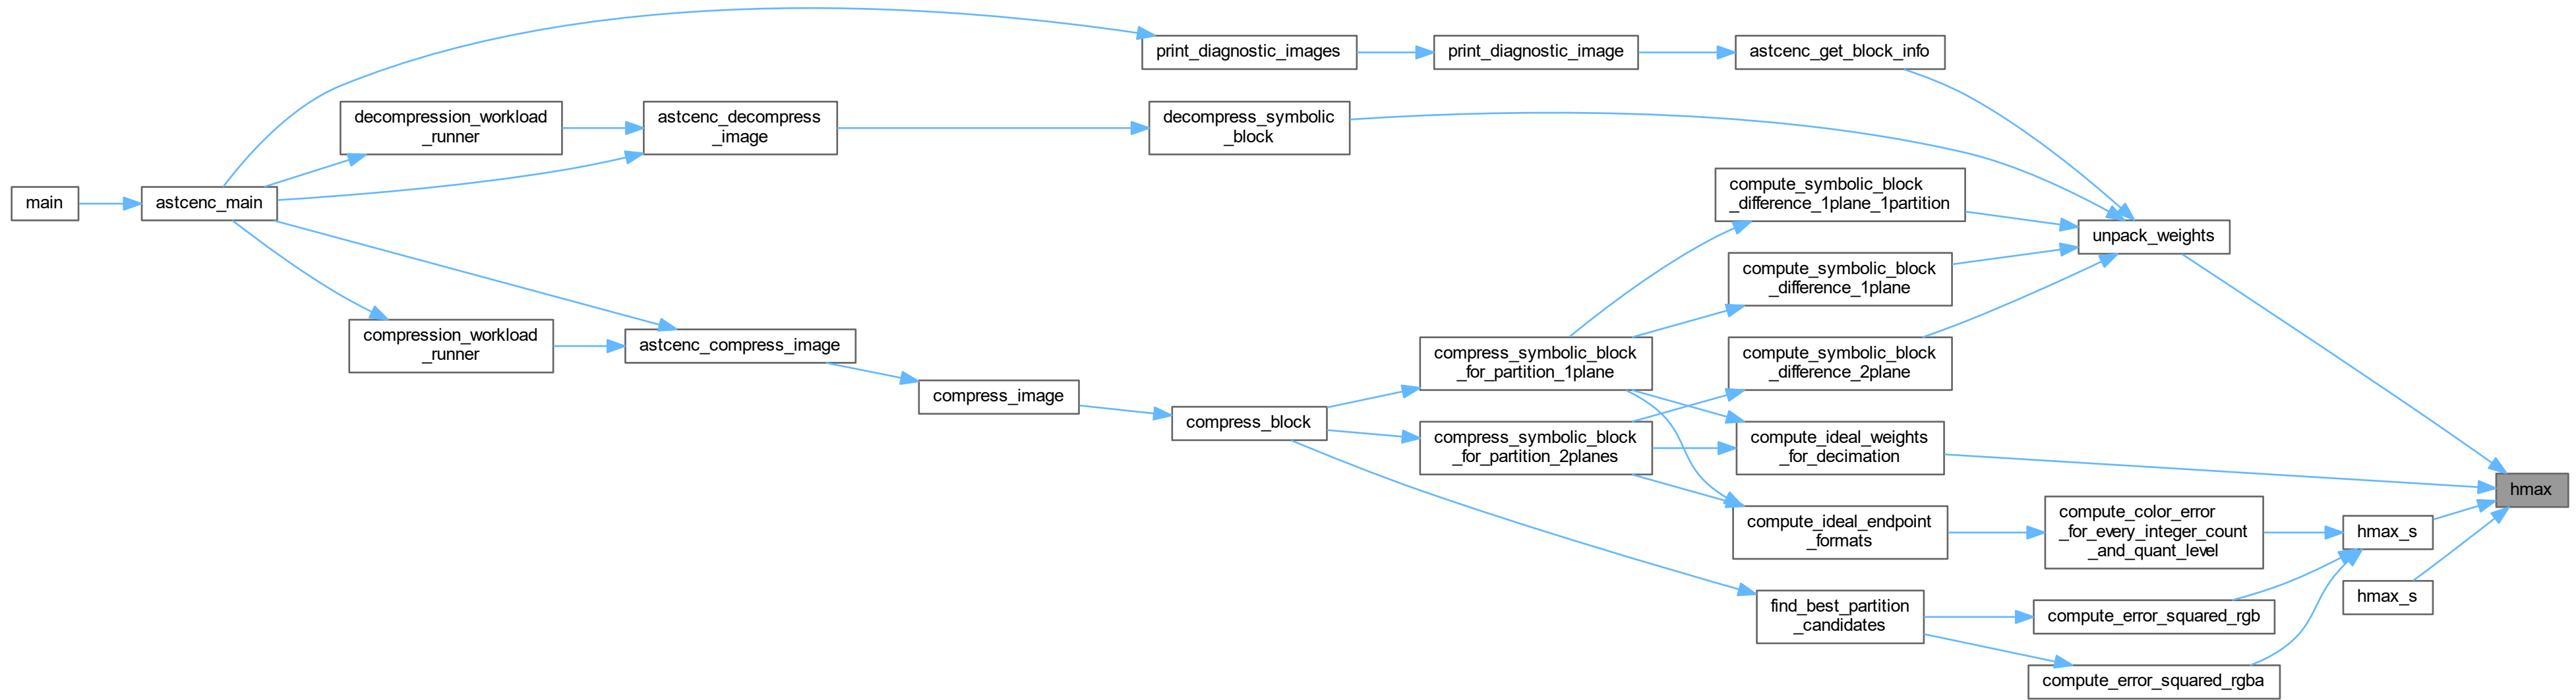 print_diagnostic_images
print_diagnostic_image
astcenc_get_block_info
decompression_workload
_runner
astcenc_decompress
_image
decompress_symbolic
_block
main
astcenc_main
compute_symbolic_block
_difference_1plane_1partition
unpack_weights
compute_symbolic_block
_difference_1plane
compression_workload
_runner
astcenc_compress_image
compress_symbolic_block
_for_partition_1plane
compute_symbolic_block
_difference_2plane
compress_image
compress_block
compress_symbolic_block
_for_partition_2planes
compute_ideal_weights
_for_decimation
hmax
compute_ideal_endpoint
_formats
compute_color_error
_for_every_integer_count
_and_quant_level
hmax_s
hmax_s
find_best_partition
_candidates
compute_error_squared_rgb
compute_error_squared_rgba